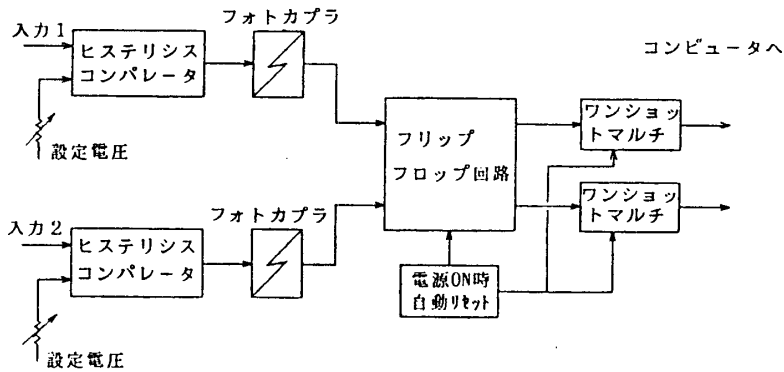 フォトカプラ
入力1
ヒステリシス
コンパレータ
設定電圧
コンピュータへ
フリップ
フロップ回路
ワンショッ
トマルチ
ワンショッ
トマルチ
フォトカプラ
入力2
ヒステリシス
コンパレータ
設定電圧
電源ON時
自動リセット